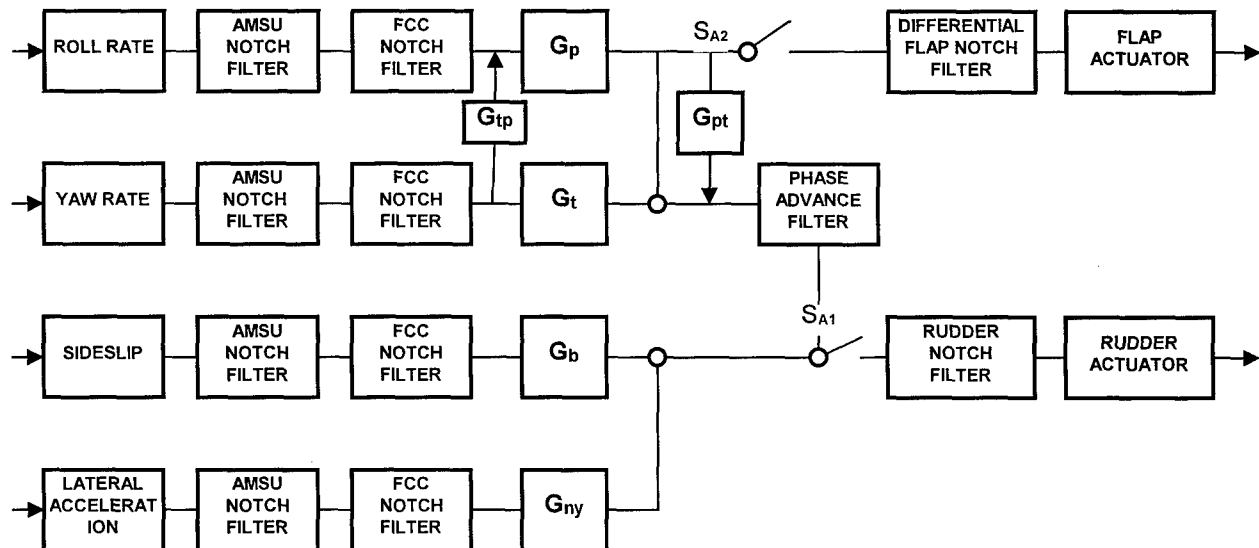 ROLL RATE
AMSU
NOTCH
FILTER
FCC
NOTCH
FILTER
Gp
SA2
DIFFERENTIAL
FLAP NOTCH
FILTER
FLAP
ACTUATOR
Gtp
Gpt
YAW RATE
AMSU
NOTCH
FILTER
FCC
NOTCH
FILTER
Gt
PHASE
ADVANCE
FILTER
SA1
SIDESLIP
AMSU
NOTCH
FILTER
FCC
NOTCH
FILTER
Gb
RUDDER
NOTCH
FILTER
RUDDER
ACTUATOR
LATERAL
ACCELERAT
ION
AMSU
NOTCH
FILTER
FCC
NOTCH
FILTER
Gny